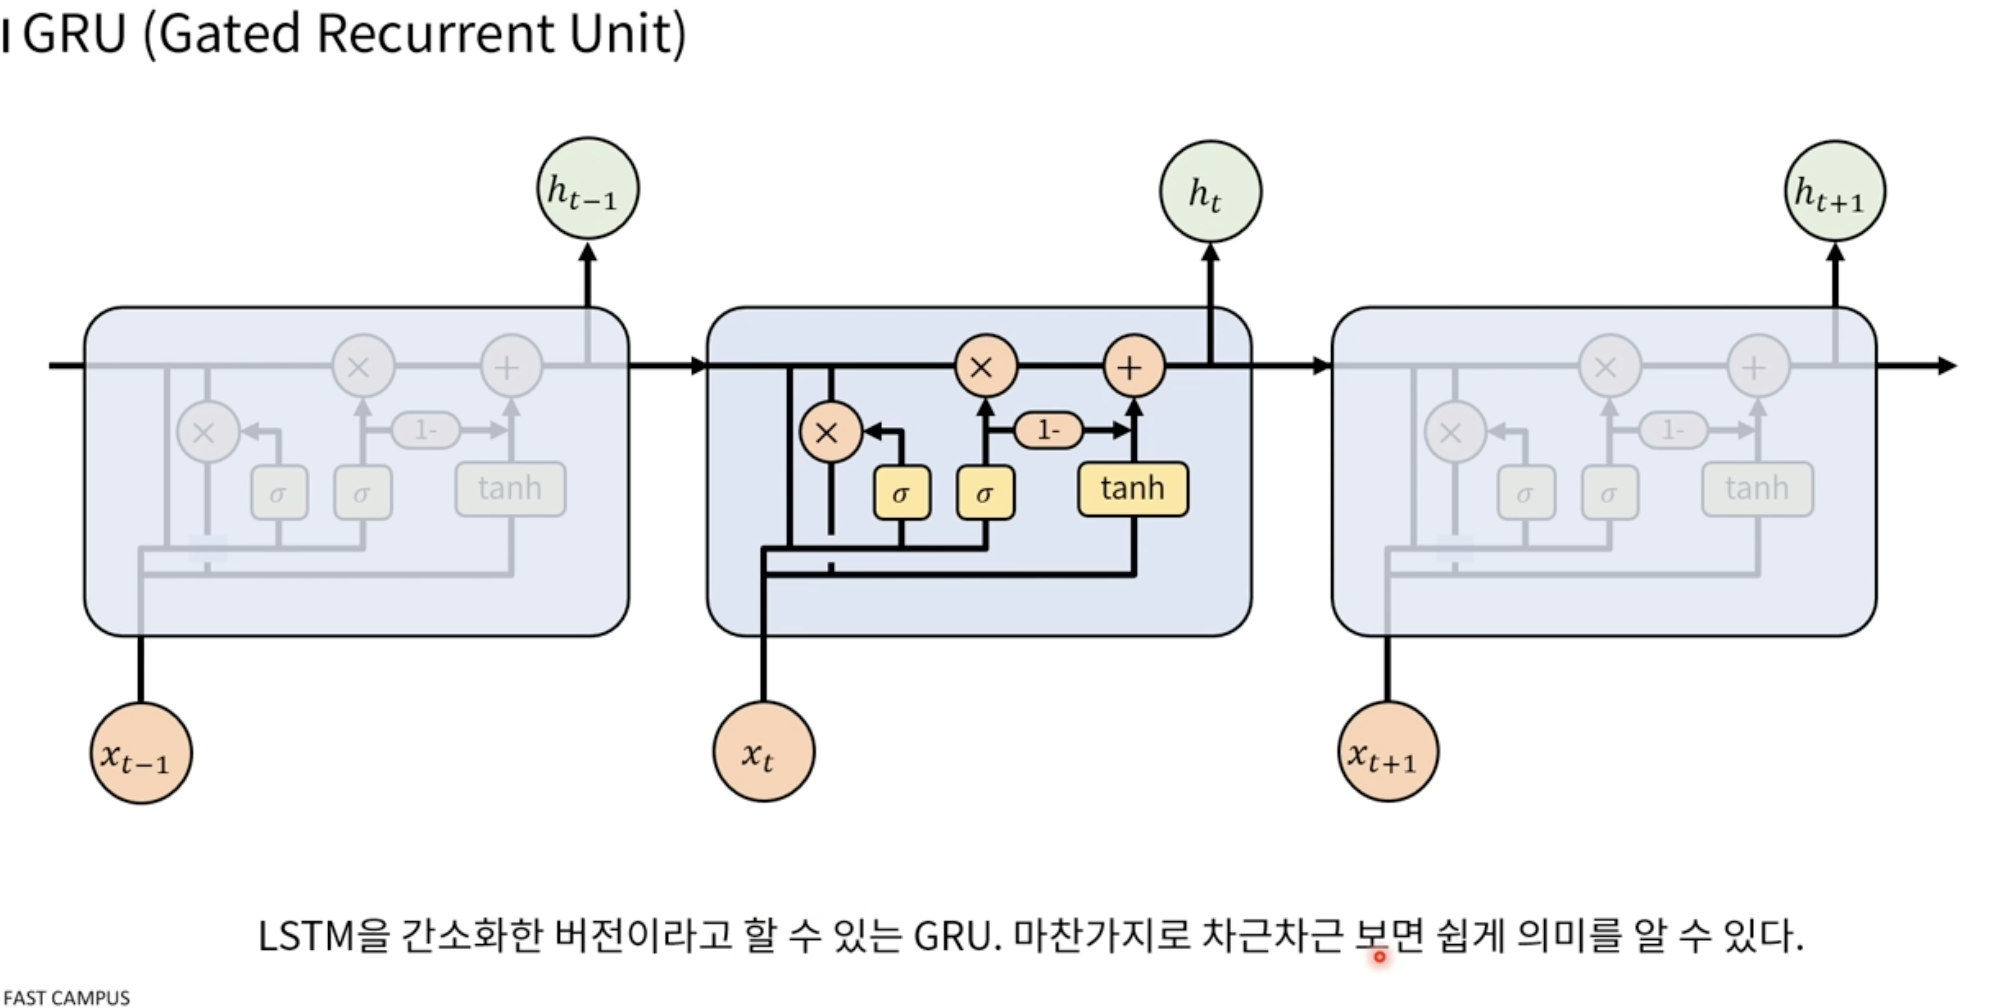 GRU (Gated Recurrent Unit)
h_{t−1}
h_t
h_{t+1}
× +
× 1-
σ σ tanh
× +
× 1-
σ σ tanh
× +
× 1-
σ σ tanh
x_{t−1}
x_t
x_{t+1}
LSTM을 간소화한 버전이라고 할 수 있는 GRU. 마찬가지로 차근차근 보면 쉽게 의미를 알 수 있다.
FAST CAMPUS